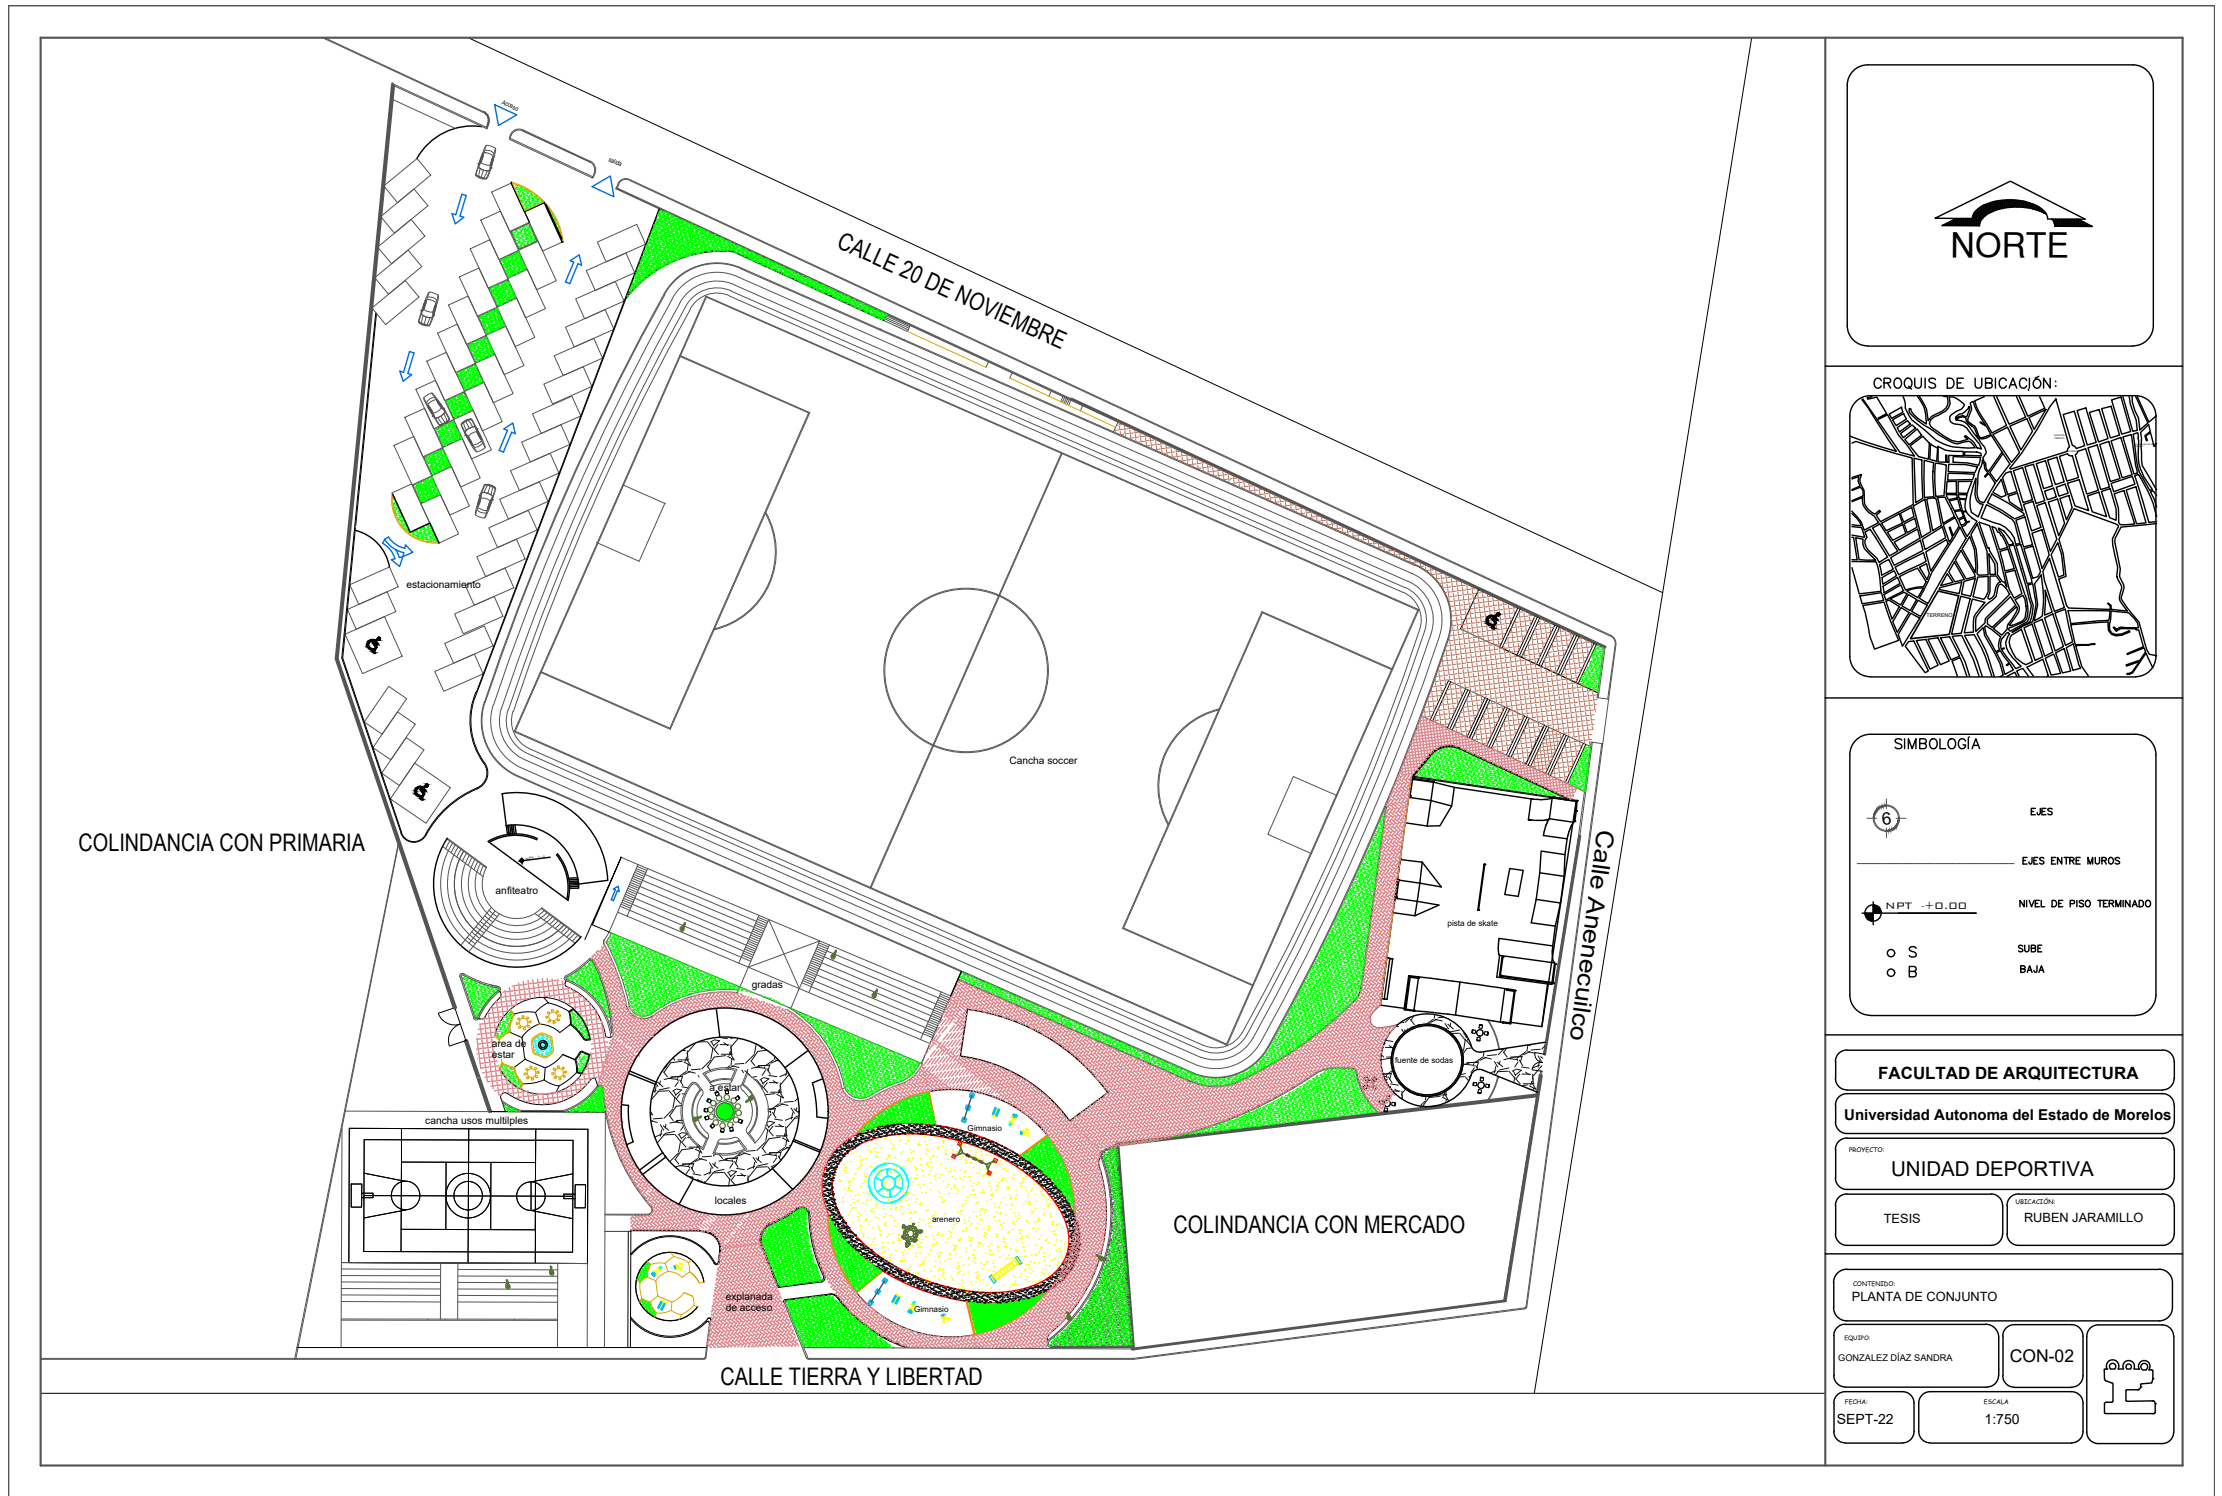 Acceso
salida
CALLE 20 DE NOVIEMBRE
estacionamiento
Cancha soccer
COLINDANCIA CON PRIMARIA
anfiteatro
pista de skate
Calle Anenecuilco
gradas
area de
estar
a.estar
fuente de sodas
cancha usos multilples
Gimnasio
locales
arenero
COLINDANCIA CON MERCADO
explanada
de acceso
Gimnasio
CALLE TIERRA Y LIBERTAD
NORTE
CROQUIS DE UBICACIÓN:
TERRENO
SIMBOLOGÍA
6
EJES
EJES ENTRE MUROS
NPT -+0.00
NIVEL DE PISO TERMINADO
S
SUBE
B
BAJA
FACULTAD DE ARQUITECTURA
Universidad Autonoma del Estado de Morelos
PROYECTO:
UNIDAD DEPORTIVA
TESIS
UBICACIÓN:
RUBEN JARAMILLO
CONTENIDO:
PLANTA DE CONJUNTO
EQUIPO:
GONZALEZ DÍAZ SANDRA
CON-02
FECHA:
SEPT-22
ESCALA
1:750